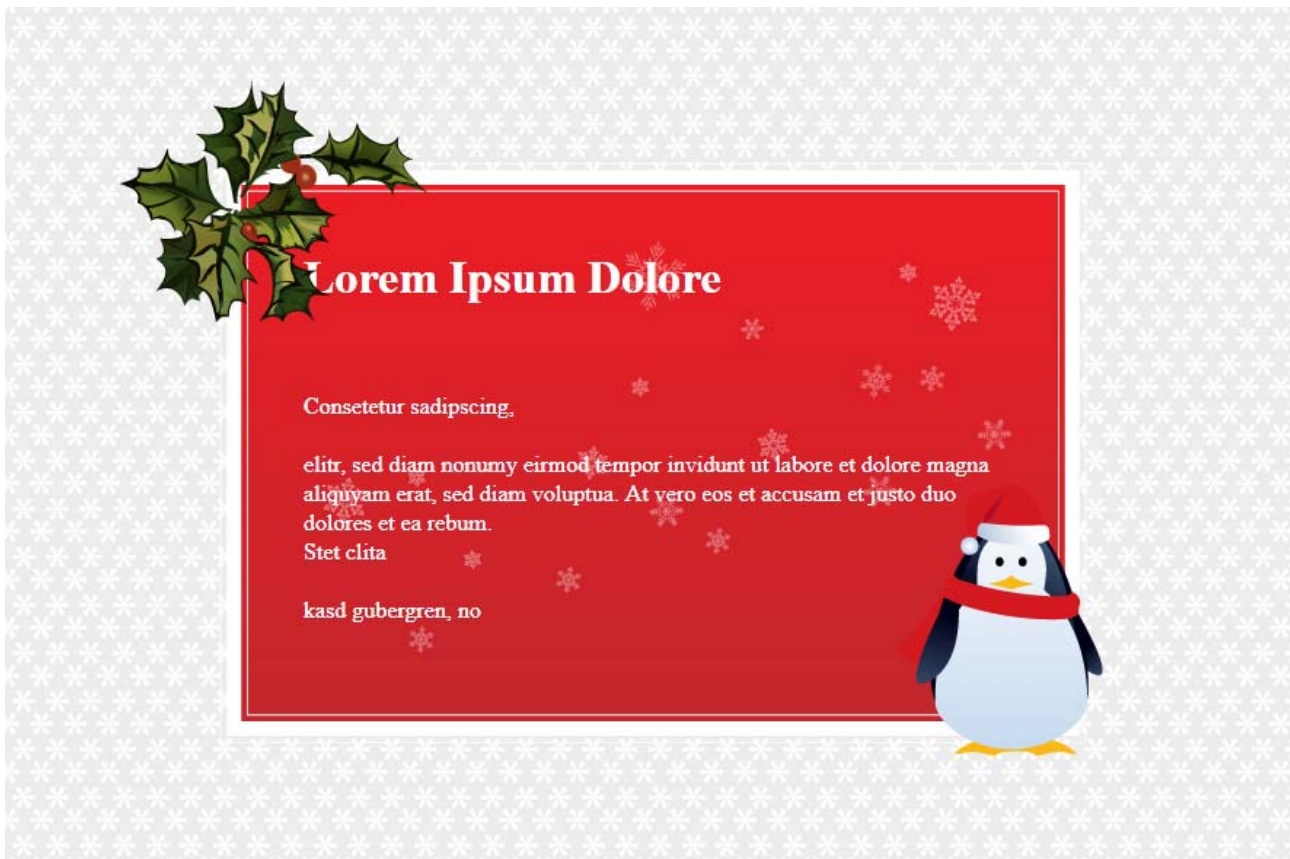 Lorem Ipsum Dolore
Consetetur sadipscing,
elitr, sed diam nonumy eirmod tempor invidunt ut labore et dolore magna
aliquyam erat, sed diam voluptua. At vero eos et accusam et justo duo
dolores et ea rebum.
Stet clita
kasd gubergren, no